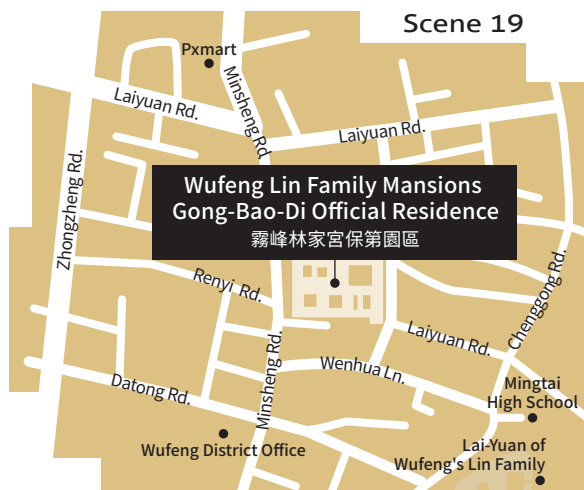 Scene 19
Pxmart
Minsheng Rd.
Laiyuan Rd.
Laiyuan Rd.
Zhongzheng Rd.
Wufeng Lin Family Mansions
Gong-Bao-Di Official Residence
霧峰林家宮保第園區
Renyi Rd.
Chenggong Rd.
Laiyuan Rd.
Minsheng Rd.
Wenhua Ln.
Datong Rd.
Mingtai
High School
Wufeng District Office
Lai-Yuan of
Wufeng's Lin Family